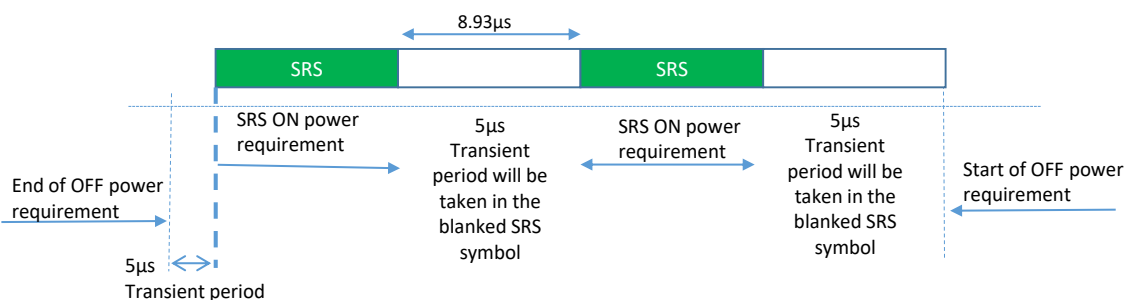 8.93µs
SRS
SRS
SRS ON power
requirement
5µs
Transient
period will be
taken in the
blanked SRS
symbol
SRS ON power
requirement
5µs
Transient
period will be
taken in the
blanked SRS
symbol
End of OFF power
requirement
Start of OFF power
requirement
5µs
Transient period